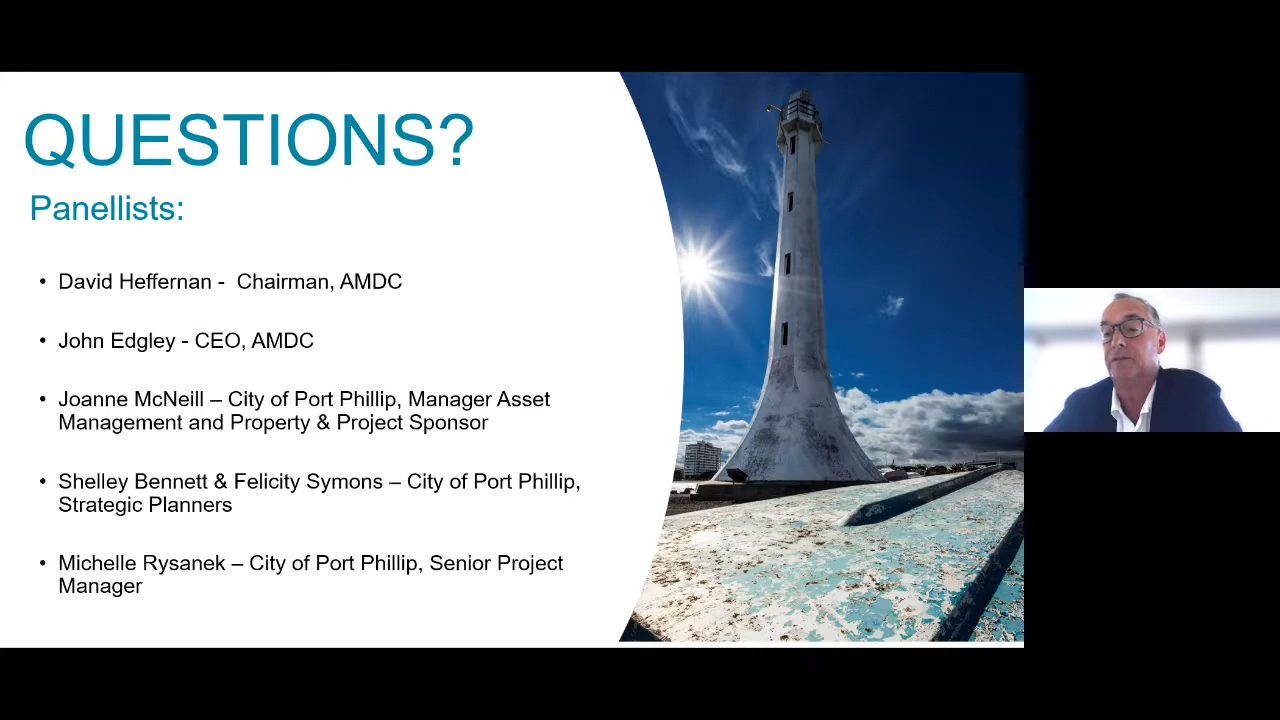 QUESTIONS?
Panellists:
• David Heffernan -  Chairman, AMDC
• John Edgley - CEO, AMDC
• Joanne McNeill – City of Port Phillip, Manager Asset
Management and Property & Project Sponsor
• Shelley Bennett & Felicity Symons – City of Port Phillip,
Strategic Planners
• Michelle Rysanek – City of Port Phillip, Senior Project
Manager